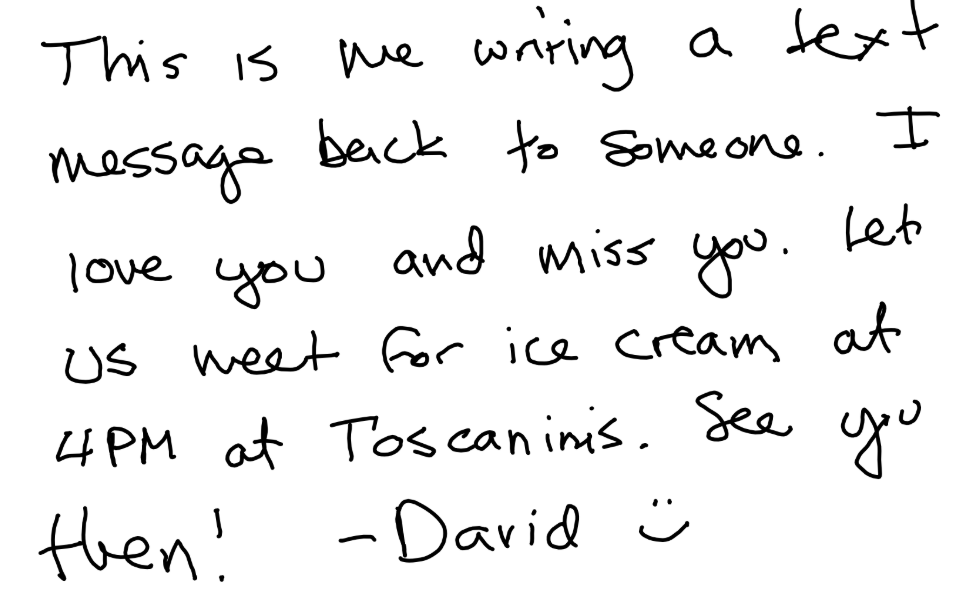 This is me writing a text
message back to someone. I
love you and miss you. Let
us meet for ice cream at
4PM at Toscaninis. See you
then! -David :)